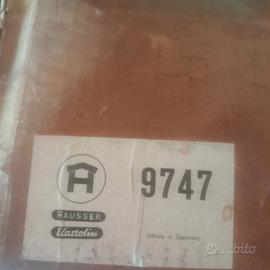 9747
HAUSSER
Elastolin
Made in Germany
subito